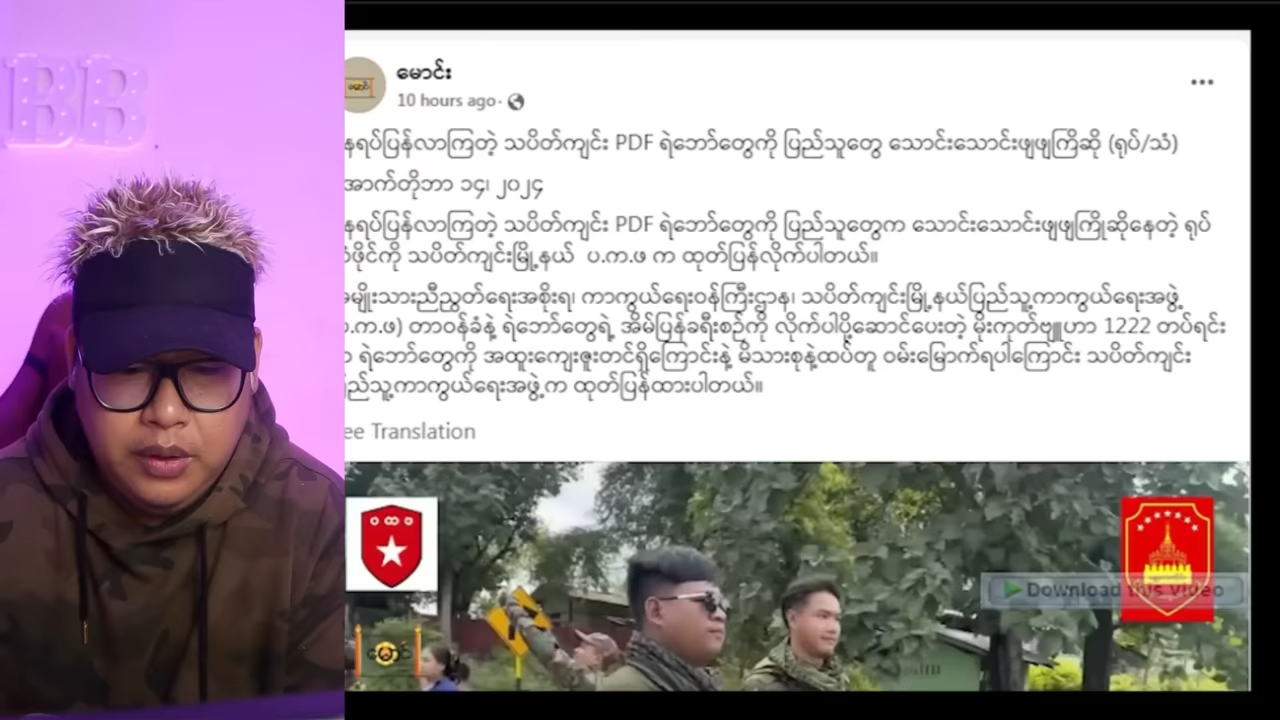 BB
မောင်း
10 hours ago ·
နေရပ်ပြန်လာကြတဲ့ သပိတ်ကျင်း PDF ရဲဘော်တွေကို ပြည်သူတွေ သောင်းသောင်းဖျဖျကြိုဆို (ရုပ်/သံ)
အောက်တိုဘာ ၁၄၊ ၂၀၂၄
နေရပ်ပြန်လာကြတဲ့ သပိတ်ကျင်း PDF ရဲဘော်တွေကို ပြည်သူတွေက သောင်းသောင်းဖျဖျကြိုဆိုနေတဲ့ ရုပ်
ဖိုင်ကို သပိတ်ကျင်းမြို့နယ် ပ.က.ဖ က ထုတ်ပြန်လိုက်ပါတယ်။
အမျိုးသားညီညွတ်ရေးအစိုးရ၊ ကာကွယ်ရေးဝန်ကြီးဌာန၊ သပိတ်ကျင်းမြို့နယ်ပြည်သူ့ကာကွယ်ရေးအဖွဲ့
(ပ.က.ဖ) တာဝန်ခံနဲ့ ရဲဘော်တွေရဲ့ အိမ်ပြန်ခရီးစဉ်ကို လိုက်ပါပို့ဆောင်ပေးတဲ့ မိုးကုတ်ဗျူဟာ 1222 တပ်ရင်း
ရဲဘော်တွေကို အထူးကျေးဇူးတင်ရှိကြောင်းနဲ့ မိသားစုနဲ့ထပ်တူ ဝမ်းမြောက်ရပါကြောင်း သပိတ်ကျင်း
ပြည်သူ့ကာကွယ်ရေးအဖွဲ့က ထုတ်ပြန်ထားပါတယ်။
ee Translation
Download this Video
မောင်း